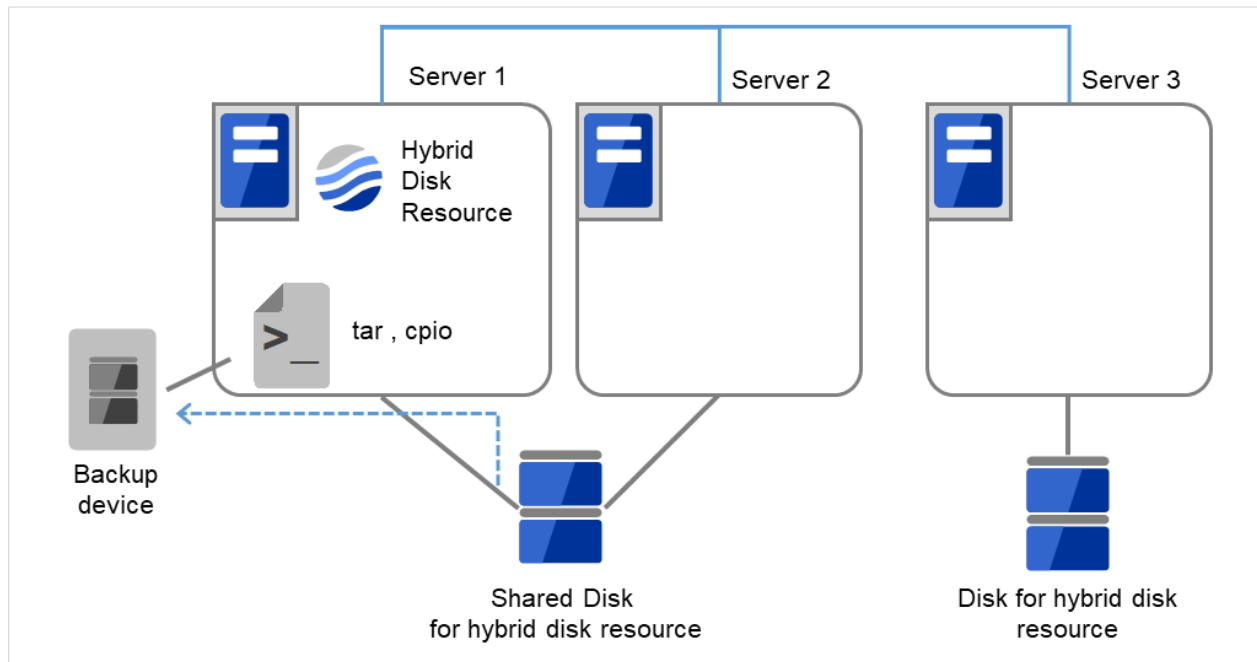 Server 1
Server 2
Server 3
Hybrid
Disk
Resource
>_
tar , cpio
Backup
device
Shared Disk
for hybrid disk resource
Disk for hybrid disk
resource